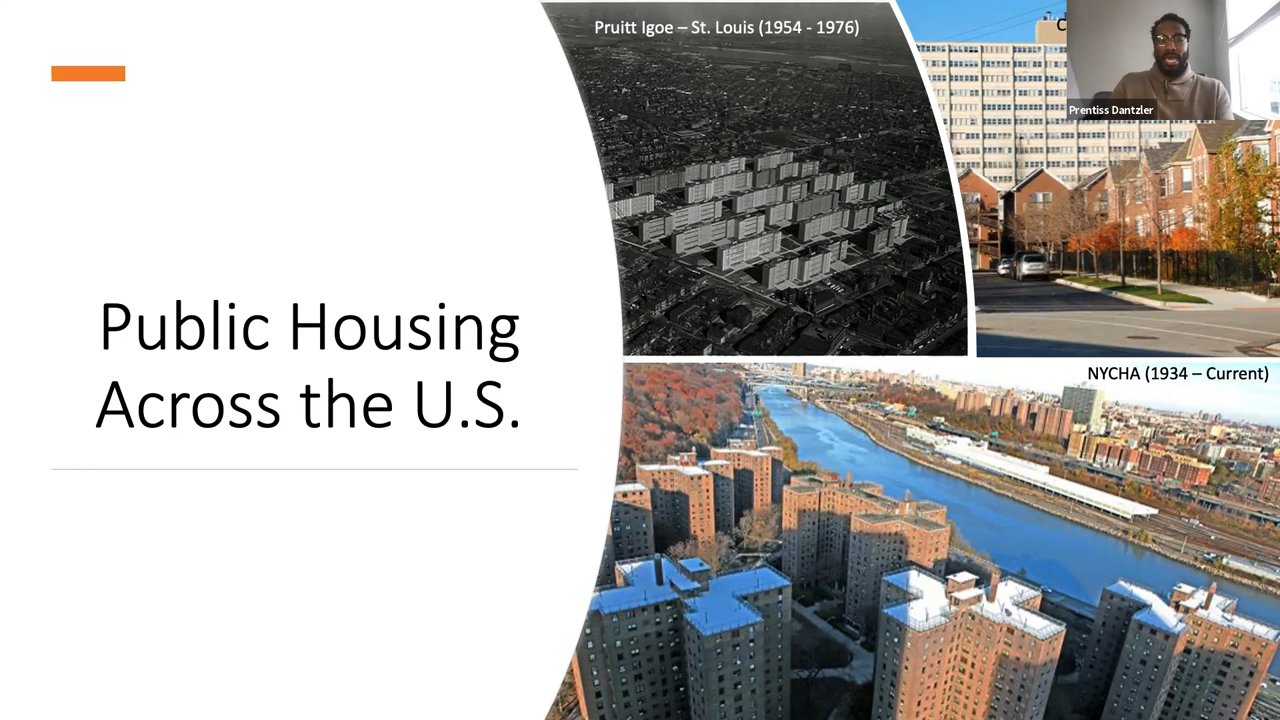 Pruitt Igoe – St. Louis (1954 - 1976)
Prentiss Dantzler
Public Housing
Across the U.S.
NYCHA (1934 – Current)